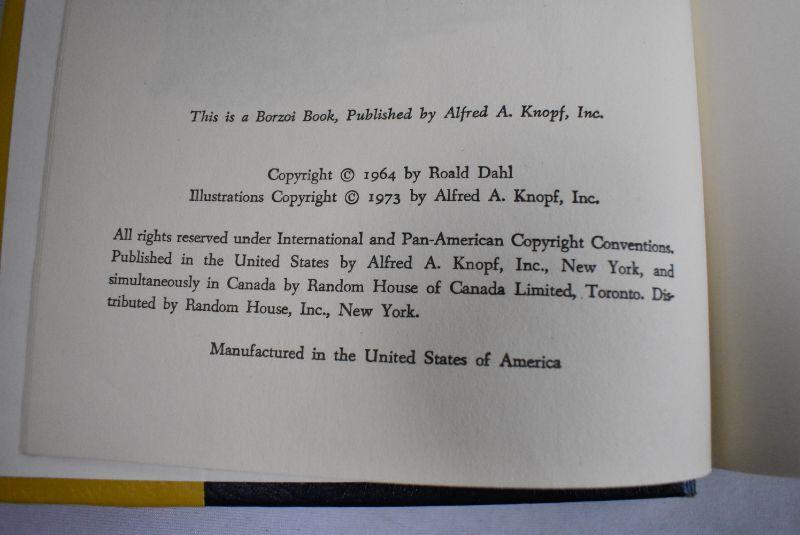 This is a Borzoi Book, Published by Alfred A. Knopf, Inc.
Copyright © 1964 by Roald Dahl
Illustrations Copyright © 1973 by Alfred A. Knopf, Inc.
All rights reserved under International and Pan-American Copyright Conventions.
Published in the United States by Alfred A. Knopf, Inc., New York, and
simultaneously in Canada by Random House of Canada Limited, Toronto. Dis-
tributed by Random House, Inc., New York.
Manufactured in the United States of America